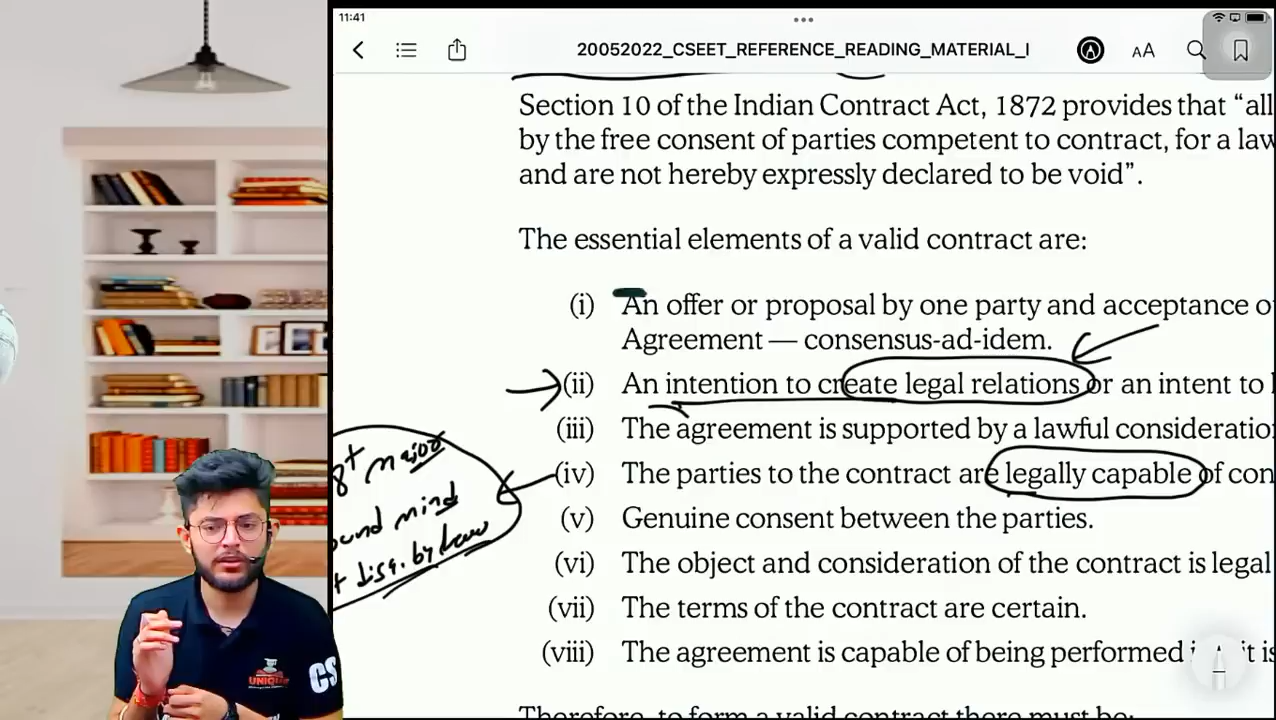 11:41
20052022_CSEET_REFERENCE_READING_MATERIAL_I
AA
Section 10 of the Indian Contract Act, 1872 provides that “all
by the free consent of parties competent to contract, for a law
and are not hereby expressly declared to be void”.
The essential elements of a valid contract are:
(i) An offer or proposal by one party and acceptance o
Agreement — consensus-ad-idem.
(ii) An intention to create legal relations or an intent to
(iii) The agreement is supported by a lawful consideratio
(iv) The parties to the contract are legally capable of con
8+ major
ound mind
+ disq. by law
(v) Genuine consent between the parties.
(vi) The object and consideration of the contract is legal
(vii) The terms of the contract are certain.
(viii) The agreement is capable of being performed i it is
Therefore, to form a valid contract there must be:
UNIQUE
CS